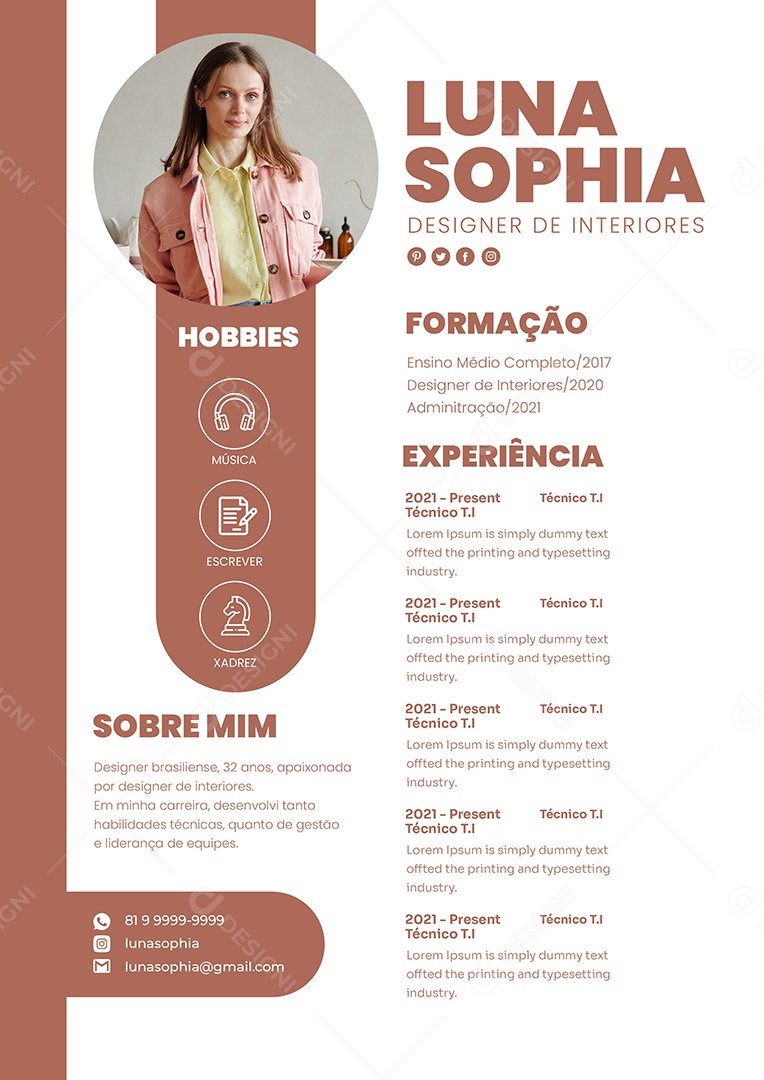 LUNA
SOPHIA
DESIGNER DE INTERIORES
HOBBIES
MÚSICA
ESCREVER
XADREZ
SOBRE MIM
Designer brasiliense, 32 anos, apaixonada
por designer de interiores.
Em minha carreira, desenvolvi tanto
habilidades técnicas, quanto de gestão
e liderança de equipes.
81 9 9999-9999
lunasophia
lunasophia@gmail.com
FORMAÇÃO
Ensino Médio Completo/2017
Designer de Interiores/2020
Adminitração/2021
EXPERIÊNCIA
2021 - Present Técnico T.I
Técnico T.I
Lorem Ipsum is simply dummy text
offted the printing and typesetting
industry.
2021 - Present Técnico T.I
Técnico T.I
Lorem Ipsum is simply dummy text
offted the printing and typesetting
industry.
2021 - Present Técnico T.I
Técnico T.I
Lorem Ipsum is simply dummy text
offted the printing and typesetting
industry.
2021 - Present Técnico T.I
Técnico T.I
Lorem Ipsum is simply dummy text
offted the printing and typesetting
industry.
2021 - Present Técnico T.I
Técnico T.I
Lorem Ipsum is simply dummy text
offted the printing and typesetting
industry.
DESIGNI